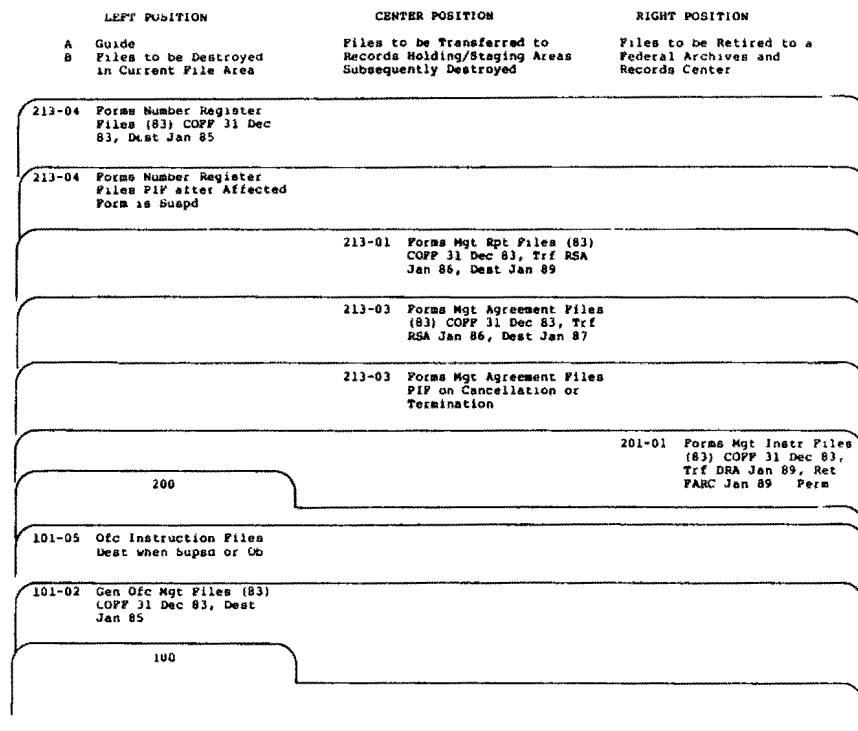 LEFT POSITION
CENTER POSITION
RIGHT POSITION
A Guide
B Files to be Destroyed
in Current File Area
Files to be Transferred to
Records Holding/Staging Areas
Subsequently Destroyed
Files to be Retired to a
Federal Archives and
Records Center
213-04 Forms Number Register
Files (83) COFF 31 Dec
83, Dest Jan 85
213-04 Forms Number Register
Files PIF after Affected
Form is Suspd
213-01 Forms Mgt Rpt Files (83)
COFF 31 Dec 83, Trf RSA
Jan 86, Dest Jan 89
213-03 Forms Mgt Agreement Files
(83) COFF 31 Dec 83, Trf
RSA Jan 86, Dest Jan 87
213-03 Forms Mgt Agreement Files
PIF on Cancellation or
Termination
201-01 Forms Mgt Instr Files
(83) COFF 31 Dec 83,
Trf DRA Jan 89, Ret
FARC Jan 89 Perm
200
101-05 Ofc Instruction Files
Dest when Supsd or Ob
101-02 Gen Ofc Mgt Files (83)
COFF 31 Dec 83, Dest
Jan 85
100